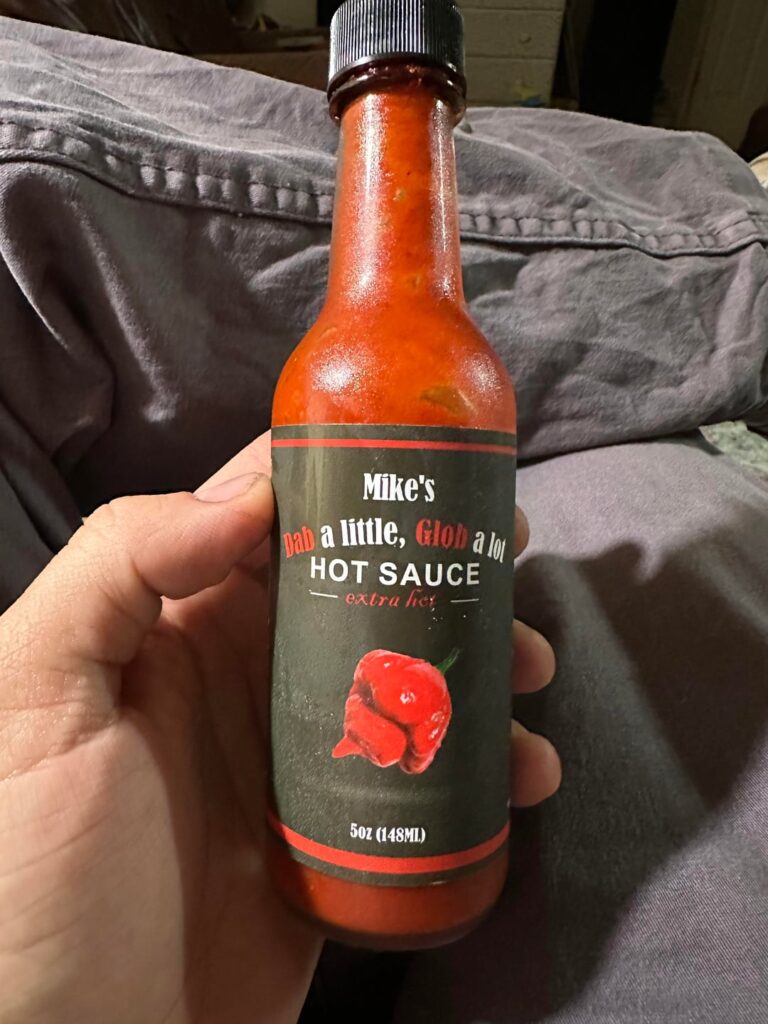 Mike's
Dab a little, Glob a lot
HOT SAUCE
extra hot
5oz (148ML)